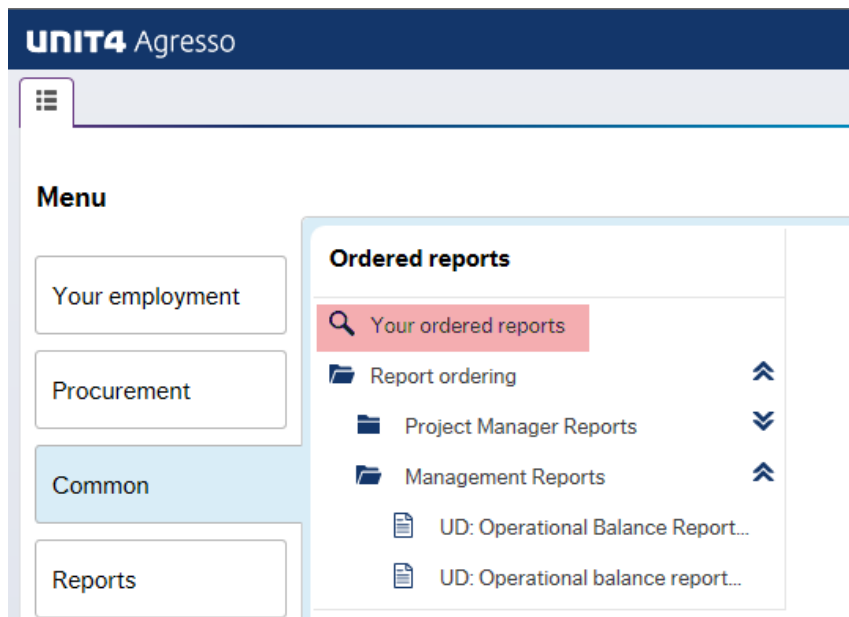 UNIT4 Agresso
Menu
Your employment
Procurement
Common
Reports
Ordered reports
Your ordered reports
Report ordering
Project Manager Reports
Management Reports
UD: Operational Balance Report...
UD: Operational balance report...